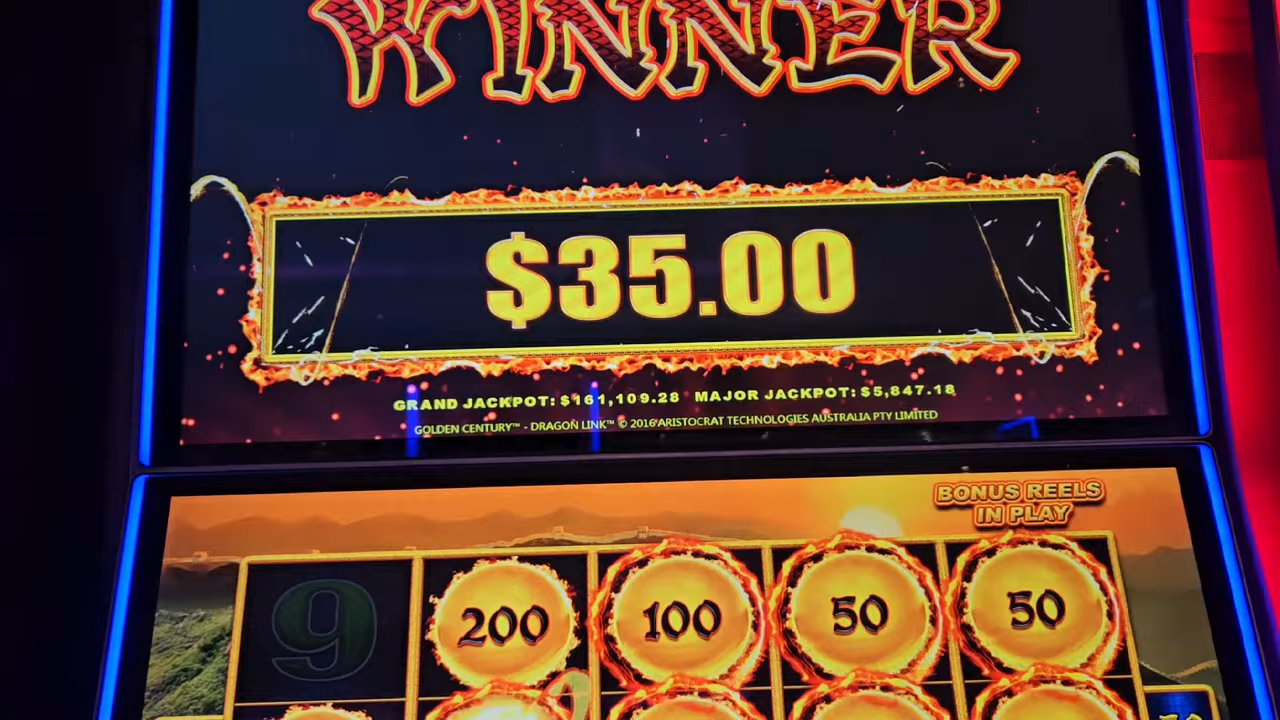 WINNER
$35.00
GRAND JACKPOT: $161,109.28 MAJOR JACKPOT: $5,847.18
GOLDEN CENTURY™ - DRAGON LINK™ © 2016 ARISTOCRAT TECHNOLOGIES AUSTRALIA PTY LIMITED
BONUS REELS
IN PLAY
9 200 100 50 50